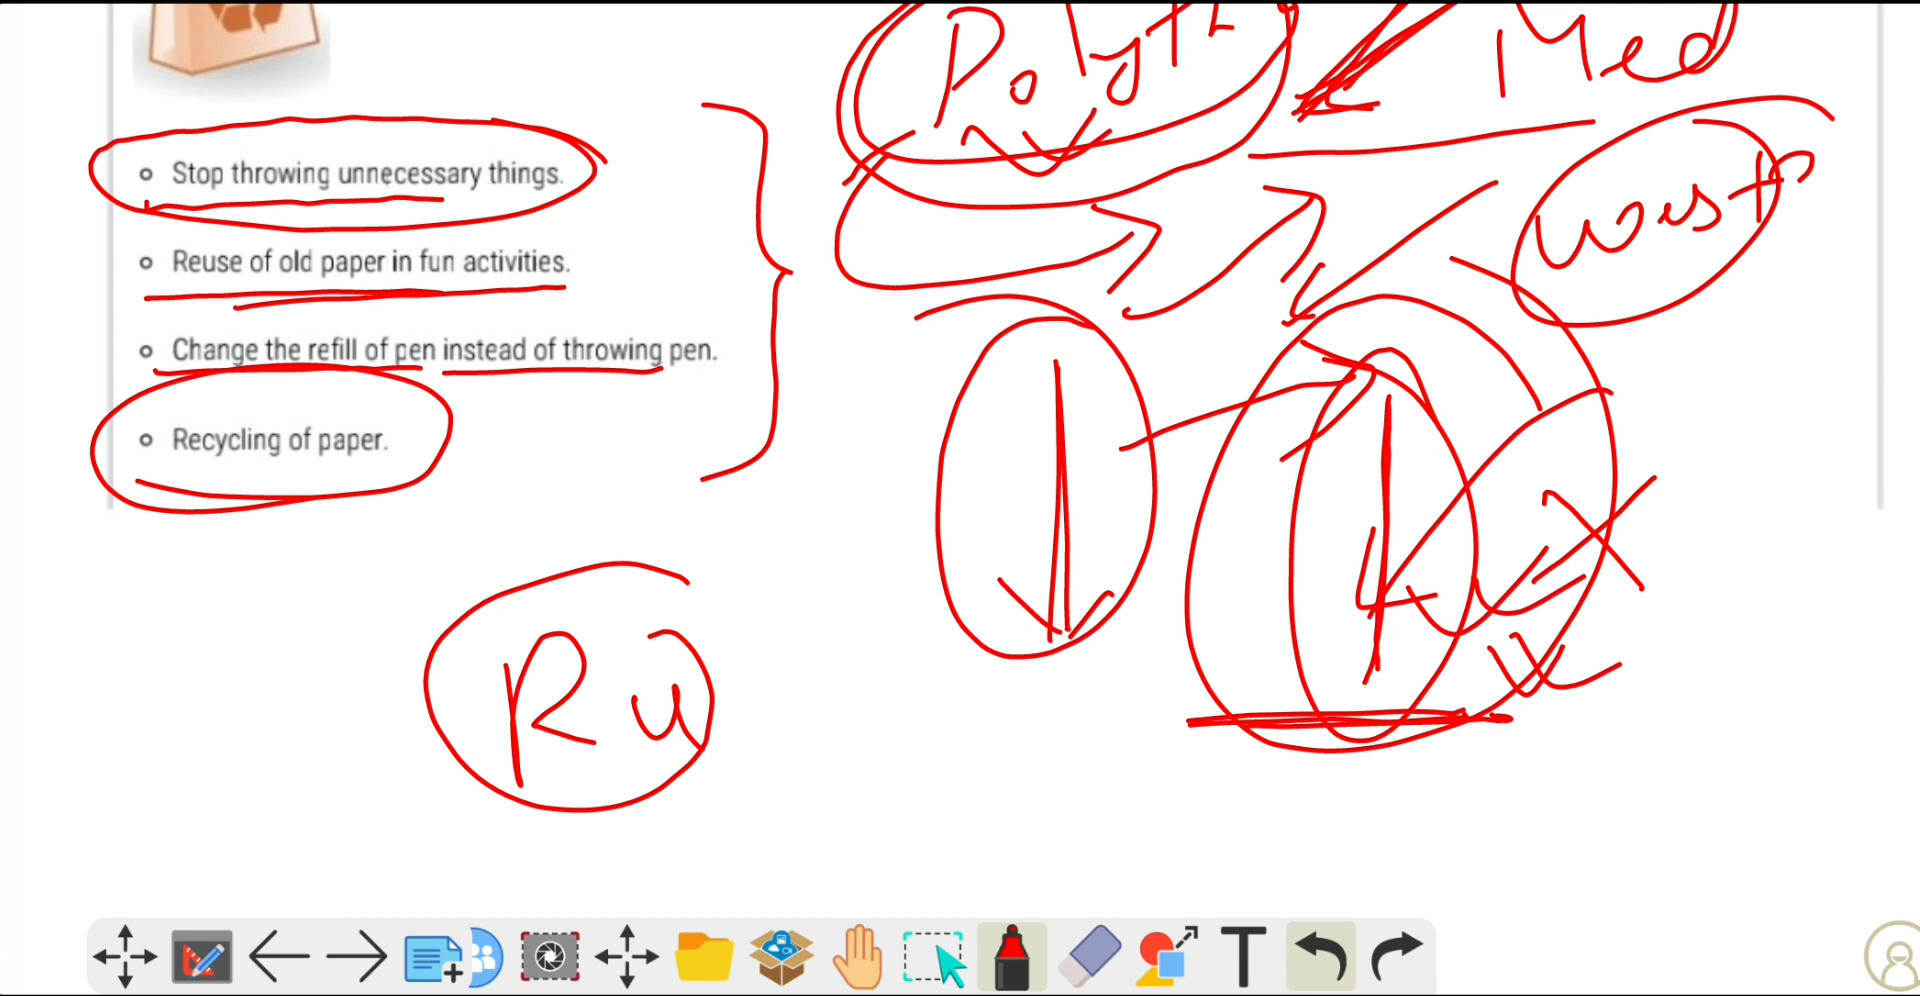 Stop throwing unnecessary things.
Reuse of old paper in fun activities.
Change the refill of pen instead of throwing pen.
Recycling of paper.
Med
Ru